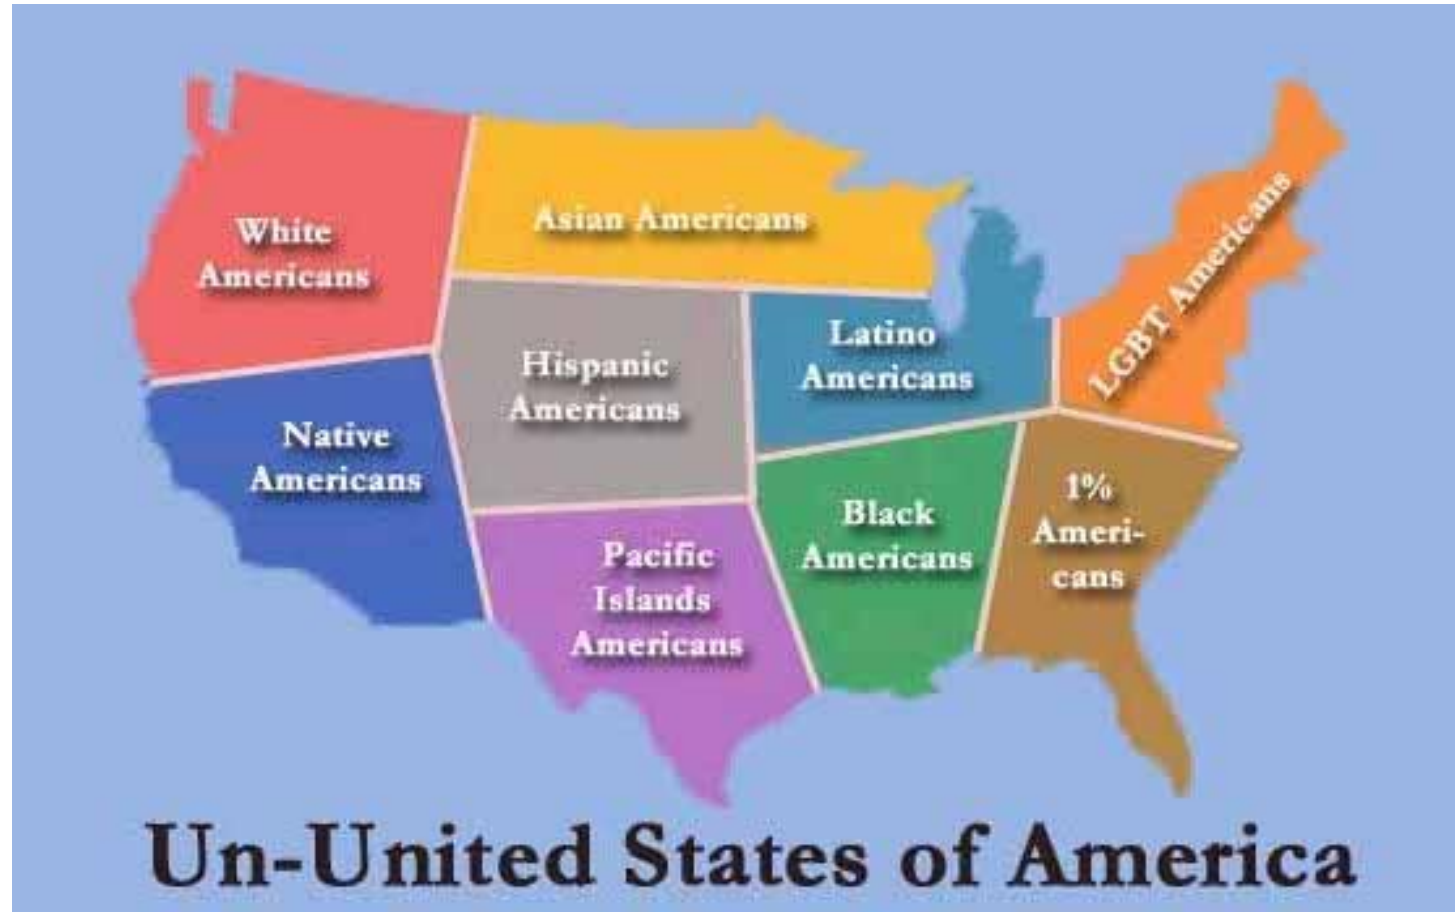 White
Americans
Asian Americans
LGBT Americans
Native
Americans
Hispanic
Americans
Latino
Americans
Pacific
Islands
Americans
Black
Americans
1%
Ameri-
cans
Un-United States of America